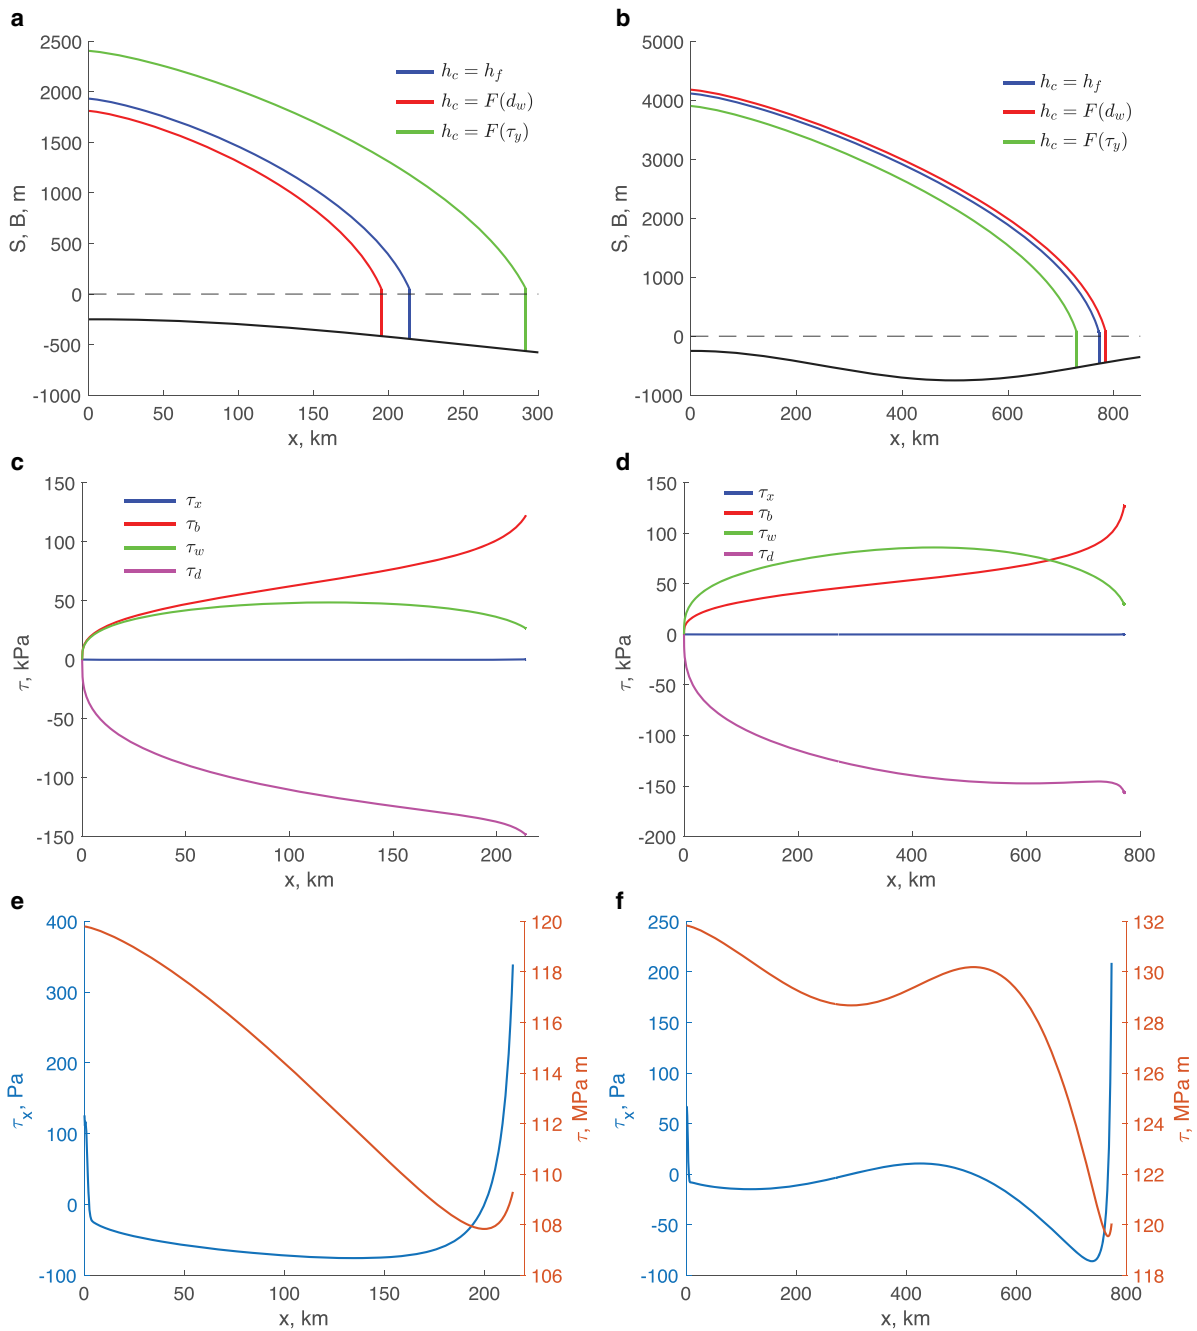 a
2500
2000
1500
1000
500
0
-500
-1000
S, B, m
0 50 100 150 200 250 300
x, km
h_c = h_f
h_c = F(d_w)
h_c = F(τ_y)
b
5000
4000
3000
2000
1000
0
-1000
S, B, m
0 200 400 600 800
x, km
h_c = h_f
h_c = F(d_w)
h_c = F(τ_y)
c
150
100
50
0
-50
-100
-150
τ, kPa
0 50 100 150 200
x, km
τ_x
τ_b
τ_w
τ_d
d
150
100
50
0
-50
-100
-150
-200
τ, kPa
0 200 400 600 800
x, km
τ_x
τ_b
τ_w
τ_d
e
400
300
200
100
0
-100
τ_x, Pa
120
118
116
114
112
110
108
106
τ, MPa m
0 50 100 150 200
x, km
f
250
200
150
100
50
0
-50
-100
τ_x, Pa
132
130
128
126
124
122
120
118
τ, MPa m
0 200 400 600 800
x, km